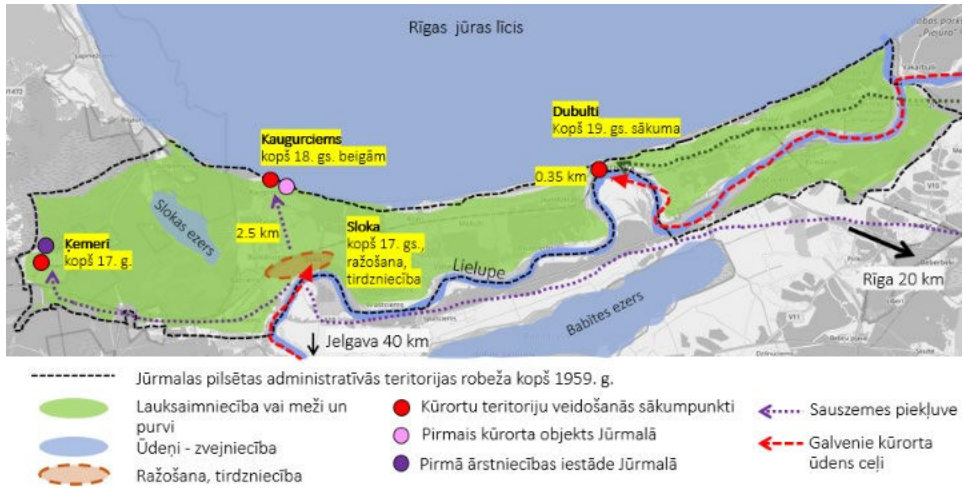 Rīgas jūras līcis
Dubulti
Kopš 19. gs. sākuma
0.35 km
Kaugurciems
kopš 18. gs. beigām
Slokas ezers
2.5 km
Sloka
kopš 17. gs.,
ražošana,
tirdzniecība
Ķemeri
kopš 17. g.
Lielupe
Babītes ezers
V10
Rīga 20 km
V11
Jelgava 40 km
Jūrmalas pilsētas administratīvās teritorijas robeža kopš 1959. g.
Lauksaimniecība vai meži un
purvi
Ūdeņi - zvejniecība
Ražošana, tirdzniecība
Kūrortu teritoriju veidošanās sākumpunkti
Pirmais kūrorta objekts Jūrmalā
Pirmā ārstniecības iestāde Jūrmalā
Sauszemes piekļuve
Galvenie kūrorta
ūdens ceļi